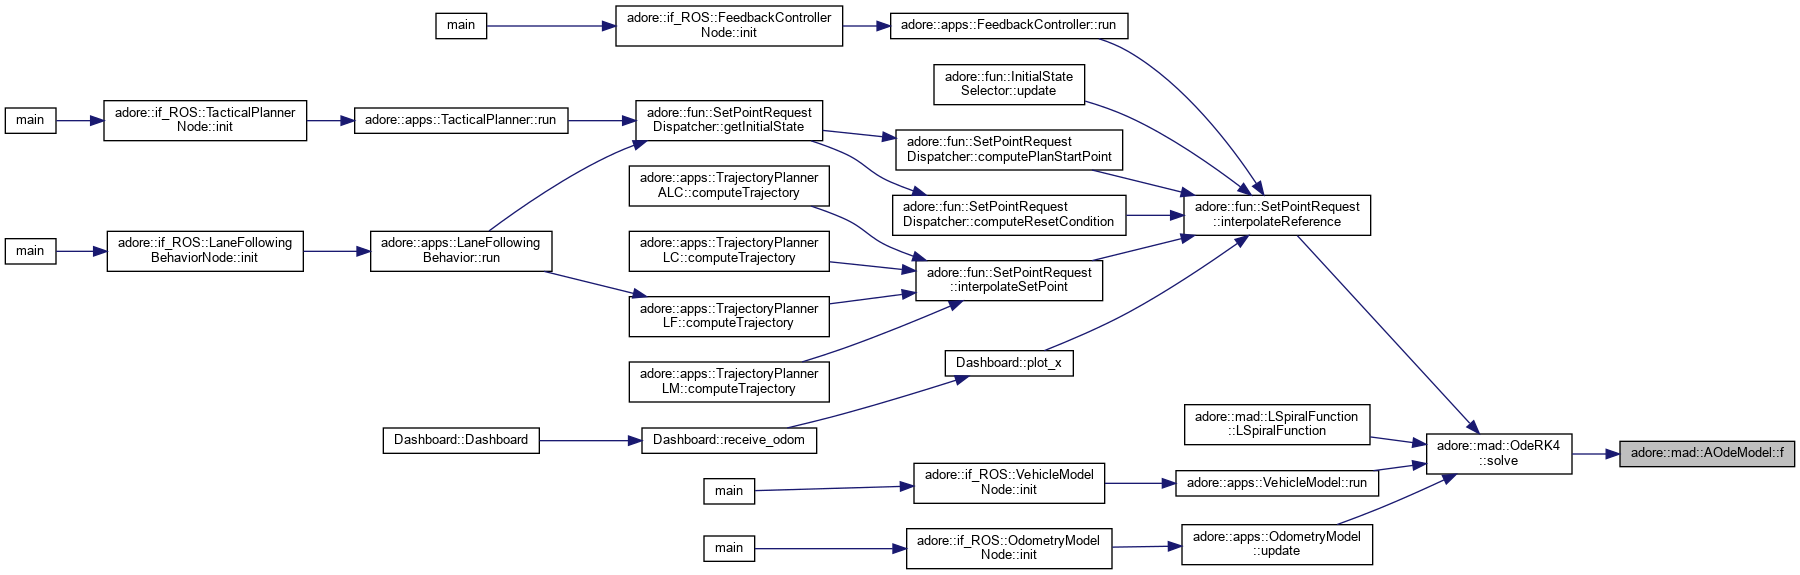 main
adore::if_ROS::FeedbackController
Node::init
adore::apps::FeedbackController::run
adore::fun::InitialState
Selector::update
main
adore::if_ROS::TacticalPlanner
Node::init
adore::apps::TacticalPlanner::run
adore::fun::SetPointRequest
Dispatcher::getInitialState
adore::fun::SetPointRequest
Dispatcher::computePlanStartPoint
adore::apps::TrajectoryPlanner
ALC::computeTrajectory
adore::fun::SetPointRequest
Dispatcher::computeResetCondition
adore::fun::SetPointRequest
::interpolateReference
main
adore::if_ROS::LaneFollowing
BehaviorNode::init
adore::apps::LaneFollowing
Behavior::run
adore::apps::TrajectoryPlanner
LC::computeTrajectory
adore::fun::SetPointRequest
::interpolateSetPoint
adore::apps::TrajectoryPlanner
LF::computeTrajectory
Dashboard::plot_x
adore::apps::TrajectoryPlanner
LM::computeTrajectory
Dashboard::Dashboard
Dashboard::receive_odom
adore::mad::LSpiralFunction
::LSpiralFunction
adore::mad::OdeRK4
::solve
adore::mad::AOdeModel::f
main
adore::if_ROS::VehicleModel
Node::init
adore::apps::VehicleModel::run
main
adore::if_ROS::OdometryModel
Node::init
adore::apps::OdometryModel
::update